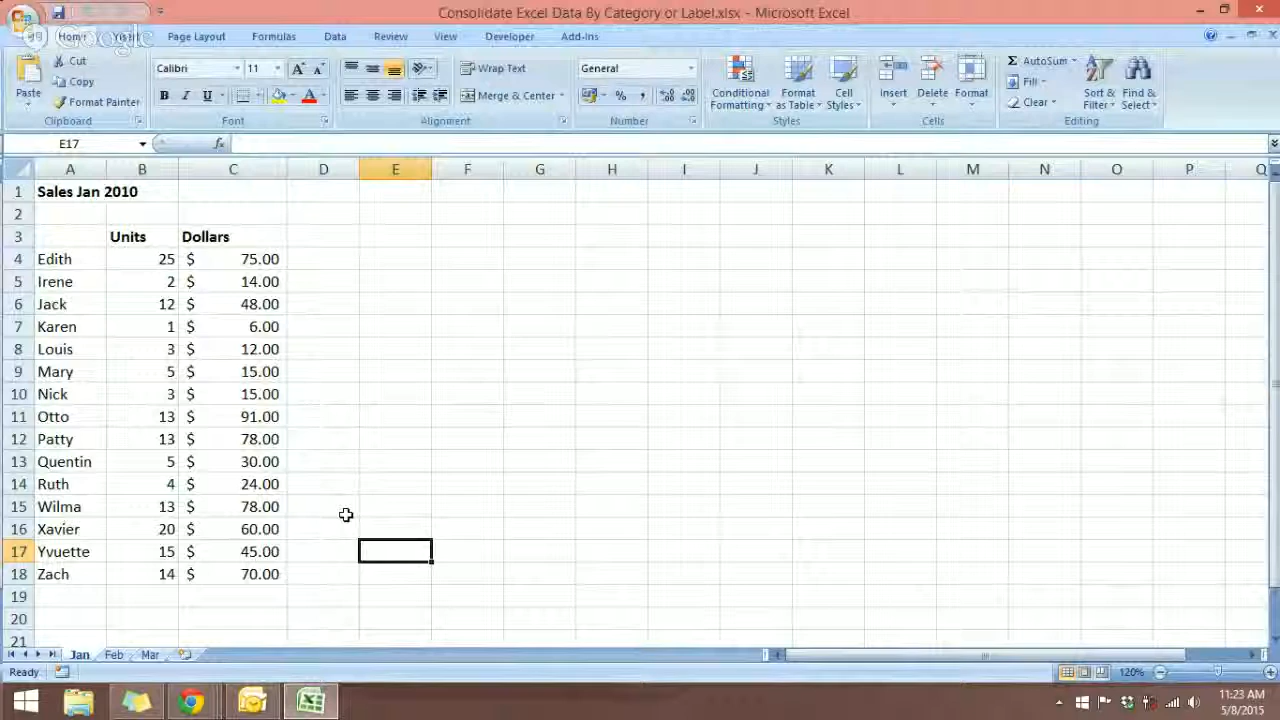 Consolidate Excel Data By Category or Label.xlsx - Microsoft Excel
Home Insert Page Layout Formulas Data Review View Developer Add-Ins
Google
Paste Cut Copy Format Painter Clipboard
Calibri 11 B I U Font
Wrap Text Merge & Center Alignment
General $ % , Number
Conditional Formatting Format as Table Cell Styles Styles
Insert Delete Format Cells
Σ AutoSum Fill Clear Sort & Filter Find & Select Editing
E17 fx
A B C D E F G H I J K L M N O P Q
1 Sales Jan 2010
2
3 Units Dollars
4 Edith 25 $ 75.00
5 Irene 2 $ 14.00
6 Jack 12 $ 48.00
7 Karen 1 $ 6.00
8 Louis 3 $ 12.00
9 Mary 5 $ 15.00
10 Nick 3 $ 15.00
11 Otto 13 $ 91.00
12 Patty 13 $ 78.00
13 Quentin 5 $ 30.00
14 Ruth 4 $ 24.00
15 Wilma 13 $ 78.00
16 Xavier 20 $ 60.00
17 Yvuette 15 $ 45.00
18 Zach 14 $ 70.00
19
20
21
Jan Feb Mar
Ready 120%
11:23 AM
5/8/2015